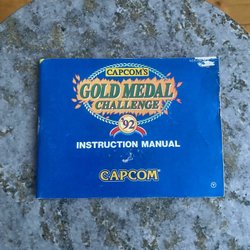 CAPCOM'S
GOLD MEDAL
CHALLENGE
'92
INSTRUCTION MANUAL
CAPCOM